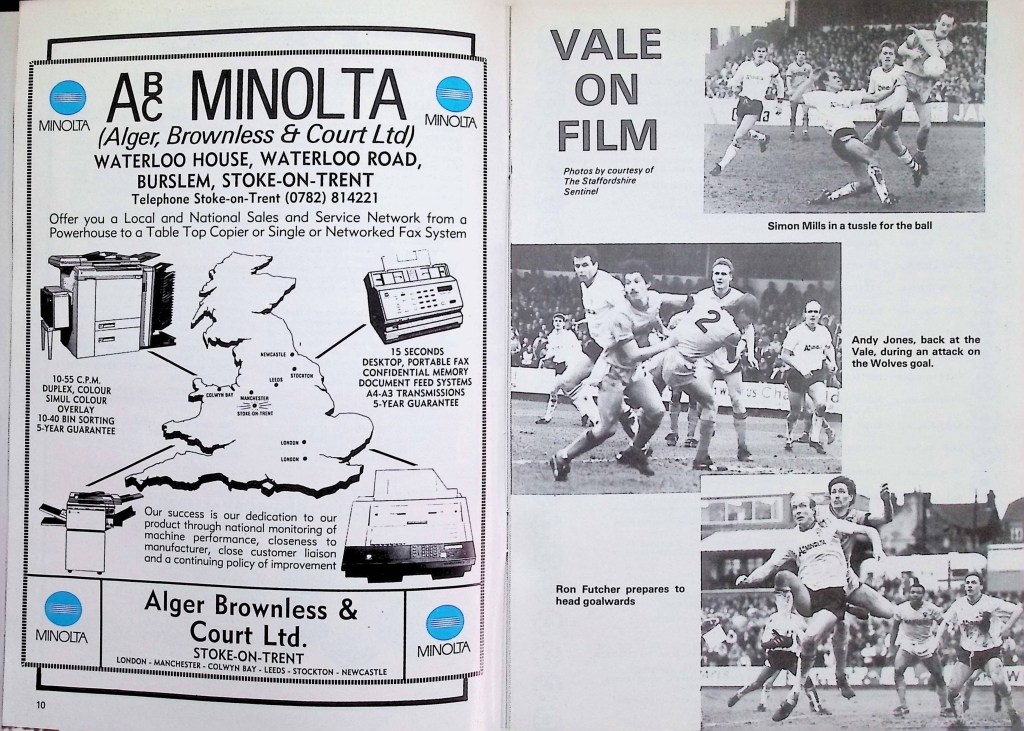 ABC MINOLTA
MINOLTA
MINOLTA
(Alger, Brownless & Court Ltd)
WATERLOO HOUSE, WATERLOO ROAD,
BURSLEM, STOKE-ON-TRENT
Telephone Stoke-on-Trent (0782) 814221
Offer you a Local and National Sales and Service Network from a
Powerhouse to a Table Top Copier or Single or Networked Fax System
10-55 C.P.M.
DUPLEX, COLOUR
SIMUL COLOUR
OVERLAY
10-40 BIN SORTING
5-YEAR GUARANTEE
NEWCASTLE
STOCKTON
LEEDS
COLWYN BAY
MANCHESTER
STOKE-ON-TRENT
LONDON
LONDON
15 SECONDS
DESKTOP, PORTABLE FAX
CONFIDENTIAL MEMORY
DOCUMENT FEED SYSTEMS
A4-A3 TRANSMISSIONS
5-YEAR GUARANTEE
Our success is our dedication to our
product through national monitoring of
machine performance, closeness to
manufacturer, close customer liaison
and a continuing policy of improvement
MINOLTA
Alger Brownless &
Court Ltd.
STOKE-ON-TRENT
LONDON - MANCHESTER - COLWYN BAY - LEEDS - STOCKTON - NEWCASTLE
MINOLTA
10
VALE
ON
FILM
Photos by courtesy of
The Staffordshire
Sentinel
Simon Mills in a tussle for the ball
2
Andy Jones, back at the
Vale, during an attack on
the Wolves goal.
Ron Futcher prepares to
head goalwards